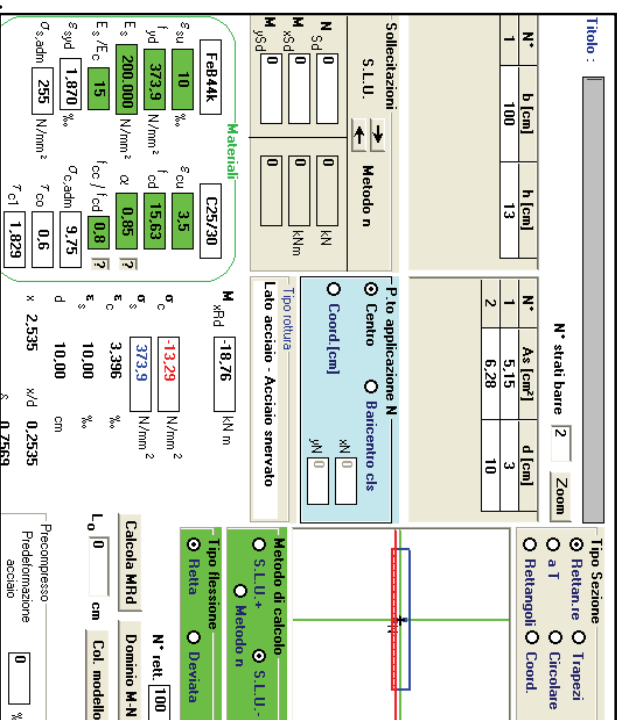 Titolo :
N° strati barre 2 Zoom
N° b [cm] h [cm]
1 100 13
N° As [cm²] d [cm]
1 5,15 3
2 6,28 10
Tipo Sezione
Rettan.re Trapezi
a T Circolare
Rettangoli Coord.
Sollecitazioni
S.L.U. Metodo n
N Sd 0 0 kN
M xSd 0 0 kNm
M ySd 0 0
P.to applicazione N
Centro Baricentro cls
Coord.[cm]
xN 0
yN 0
Tipo rottura
Lato acciaio - Acciaio snervato
Metodo di calcolo
S.L.U.+ S.L.U.-
Metodo n
Tipo flessione
Retta Deviata
Materiali
FeB44k C25/30
ε su 10 ‰ ε cu 3,5
f yd 373,9 N/mm² f cd 15,63
E s 200.000 N/mm² α 0,85 ?
E s /E c 15 f cc / f cd 0,8 ?
ε syd 1,870 ‰ σ c,adm 9,75
σ s,adm 255 N/mm² τ co 0,6
τ c1 1,829
M xRd -18,76 kN m
σ c -13,29 N/mm²
σ s 373,9 N/mm²
ε c 3,396 ‰
ε s 10,00 ‰
d 10,00 cm
x 2,535 x/d 0,2535
0,7569
N° rett. 100
Calcola MRd Dominio M-N
L o 0 cm Col. modello
Precompresso
Predeformazione
acciaio 0 ‰